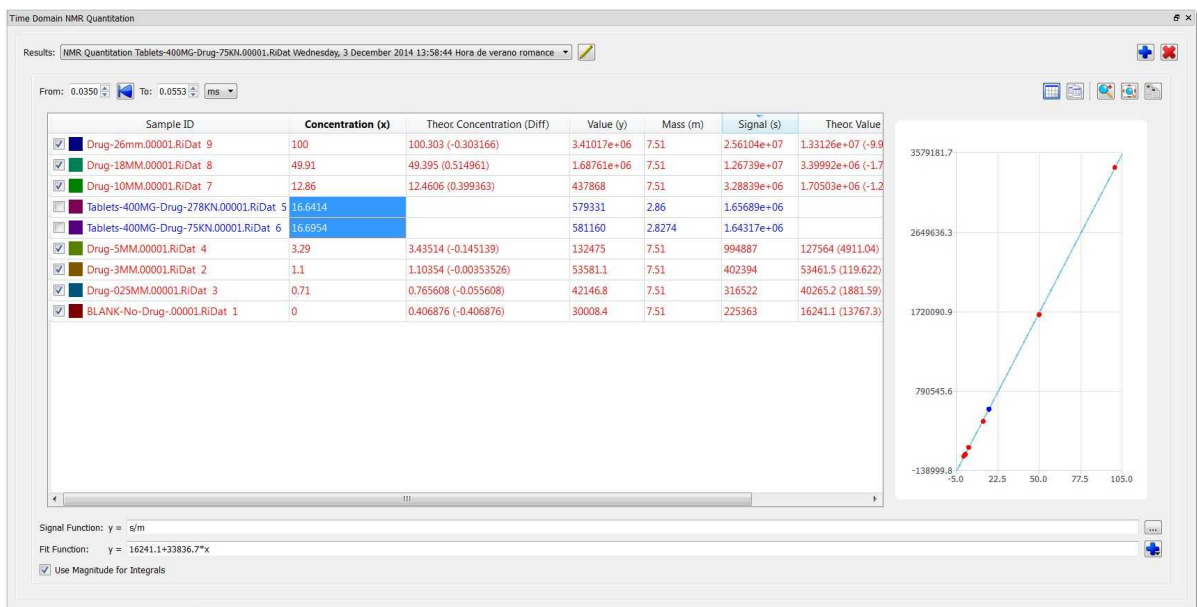 Time Domain NMR Quantitation
Results: NMR Quantitation Tablets-400MG-Drug-75KN.00001.RiDat Wednesday, 3 December 2014 13:58:44 Hora de verano romance
From: 0.0350 To: 0.0553 ms
Sample ID Concentration (x) Theor. Concentration (Diff) Value (y) Mass (m) Signal (s) Theor. Value
Drug-26mm.00001.RiDat 9 100 100.303 (-0.303166) 3.41017e+06 7.51 2.56104e+07 1.33126e+07 (-9.9
Drug-18MM.00001.RiDat 8 49.91 49.395 (0.514961) 1.68761e+06 7.51 1.26739e+07 3.39992e+06 (-1.7
Drug-10MM.00001.RiDat 7 12.86 12.4606 (0.399363) 437868 7.51 3.28839e+06 1.70503e+06 (-1.2
Tablets-400MG-Drug-278KN.00001.RiDat 5 16.6414 579331 2.86 1.65689e+06
Tablets-400MG-Drug-75KN.00001.RiDat 6 16.6954 581160 2.8274 1.64317e+06
Drug-5MM.00001.RiDat 4 3.29 3.43514 (-0.145139) 132475 7.51 994887 127564 (4911.04)
Drug-3MM.00001.RiDat 2 1.1 1.10354 (-0.00353526) 53581.1 7.51 402394 53461.5 (119.622)
Drug-025MM.00001.RiDat 3 0.71 0.765608 (-0.055608) 42146.8 7.51 316522 40265.2 (1881.59)
BLANK-No-Drug-.00001.RiDat 1 0 0.406876 (-0.406876) 30008.4 7.51 225363 16241.1 (13767.3)
3579181.7
2649636.3
1720090.9
790545.6
-138999.8
-5.0 22.5 50.0 77.5 105.0
Signal Function: y = s/m
...
Fit Function: y = 16241.1+33836.7*x
Use Magnitude for Integrals